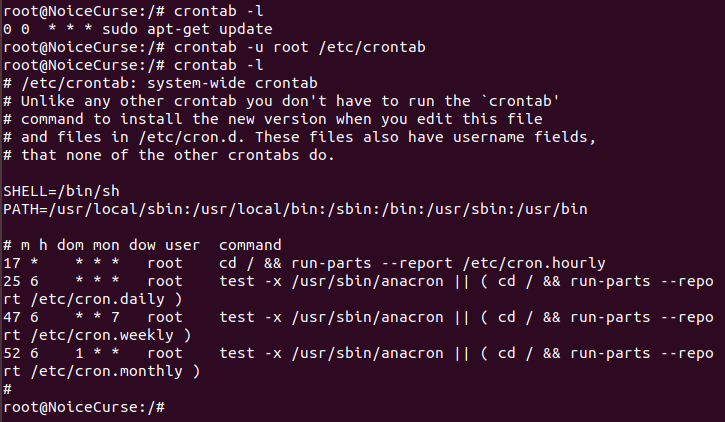 root@NoiceCurse:/# crontab -l
0 0  * * * sudo apt-get update
root@NoiceCurse:/# crontab -u root /etc/crontab
root@NoiceCurse:/# crontab -l
# /etc/crontab: system-wide crontab
# Unlike any other crontab you don't have to run the `crontab'
# command to install the new version when you edit this file
# and files in /etc/cron.d. These files also have username fields,
# that none of the other crontabs do.

SHELL=/bin/sh
PATH=/usr/local/sbin:/usr/local/bin:/sbin:/bin:/usr/sbin:/usr/bin

# m h dom mon dow user  command
17 *    * * *   root    cd / && run-parts --report /etc/cron.hourly
25 6    * * *   root    test -x /usr/sbin/anacron || ( cd / && run-parts --repo
rt /etc/cron.daily )
47 6    * * 7   root    test -x /usr/sbin/anacron || ( cd / && run-parts --repo
rt /etc/cron.weekly )
52 6    1 * *   root    test -x /usr/sbin/anacron || ( cd / && run-parts --repo
rt /etc/cron.monthly )
#
root@NoiceCurse:/#